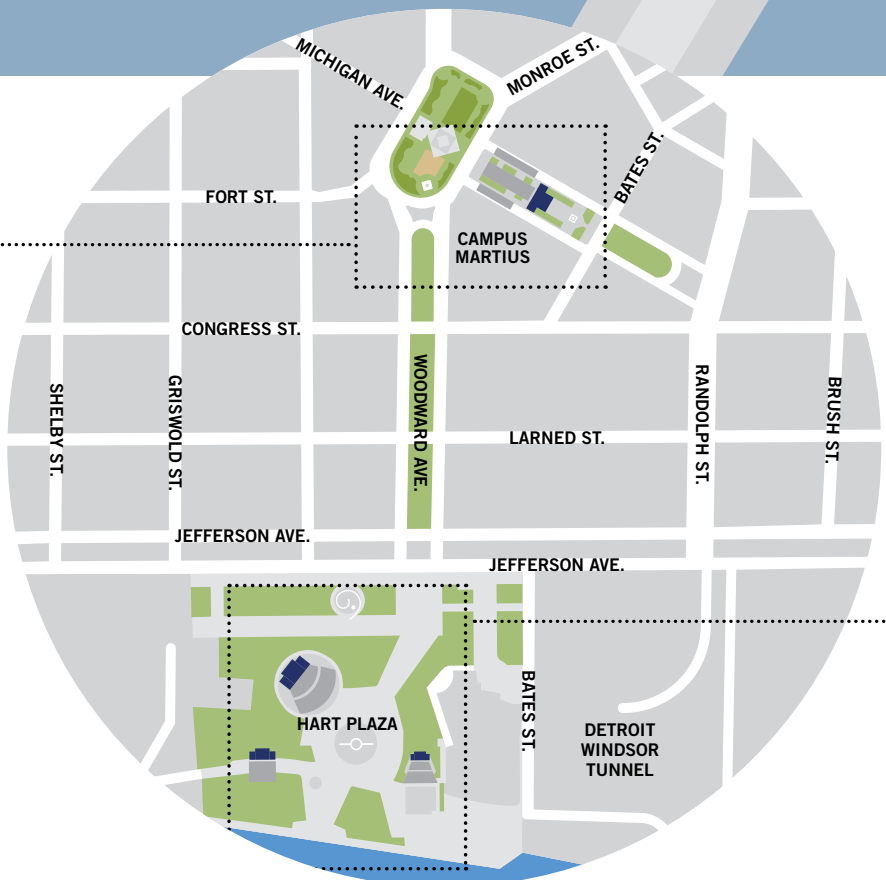 MICHIGAN AVE.
MONROE ST.
BATES ST.
FORT ST.
CAMPUS
MARTIUS
CONGRESS ST.
SHELBY ST.
GRISWOLD ST.
WOODWARD AVE.
RANDOLPH ST.
BRUSH ST.
LARNED ST.
JEFFERSON AVE.
JEFFERSON AVE.
BATES ST.
HART PLAZA
DETROIT
WINDSOR
TUNNEL